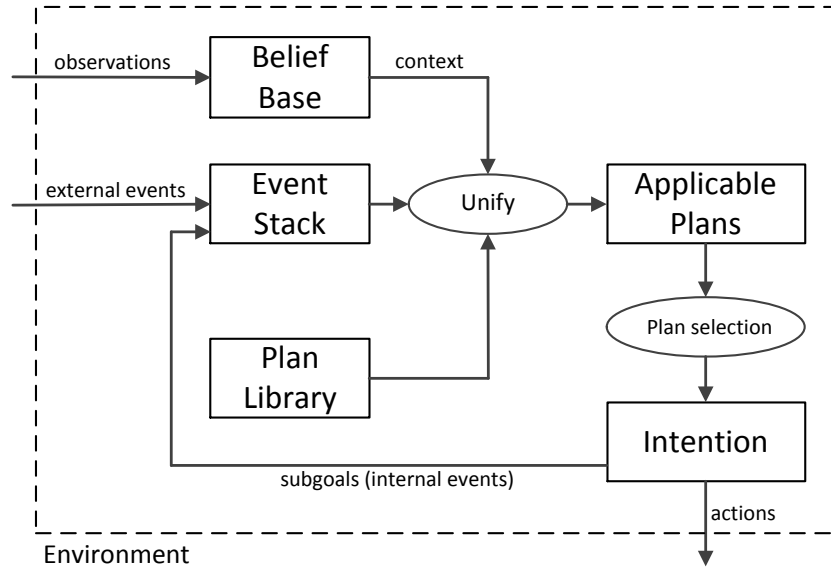 observations
Belief
Base
context
external events
Event
Stack
Unify
Applicable
Plans
Plan selection
Plan
Library
Intention
subgoals (internal events)
actions
Environment